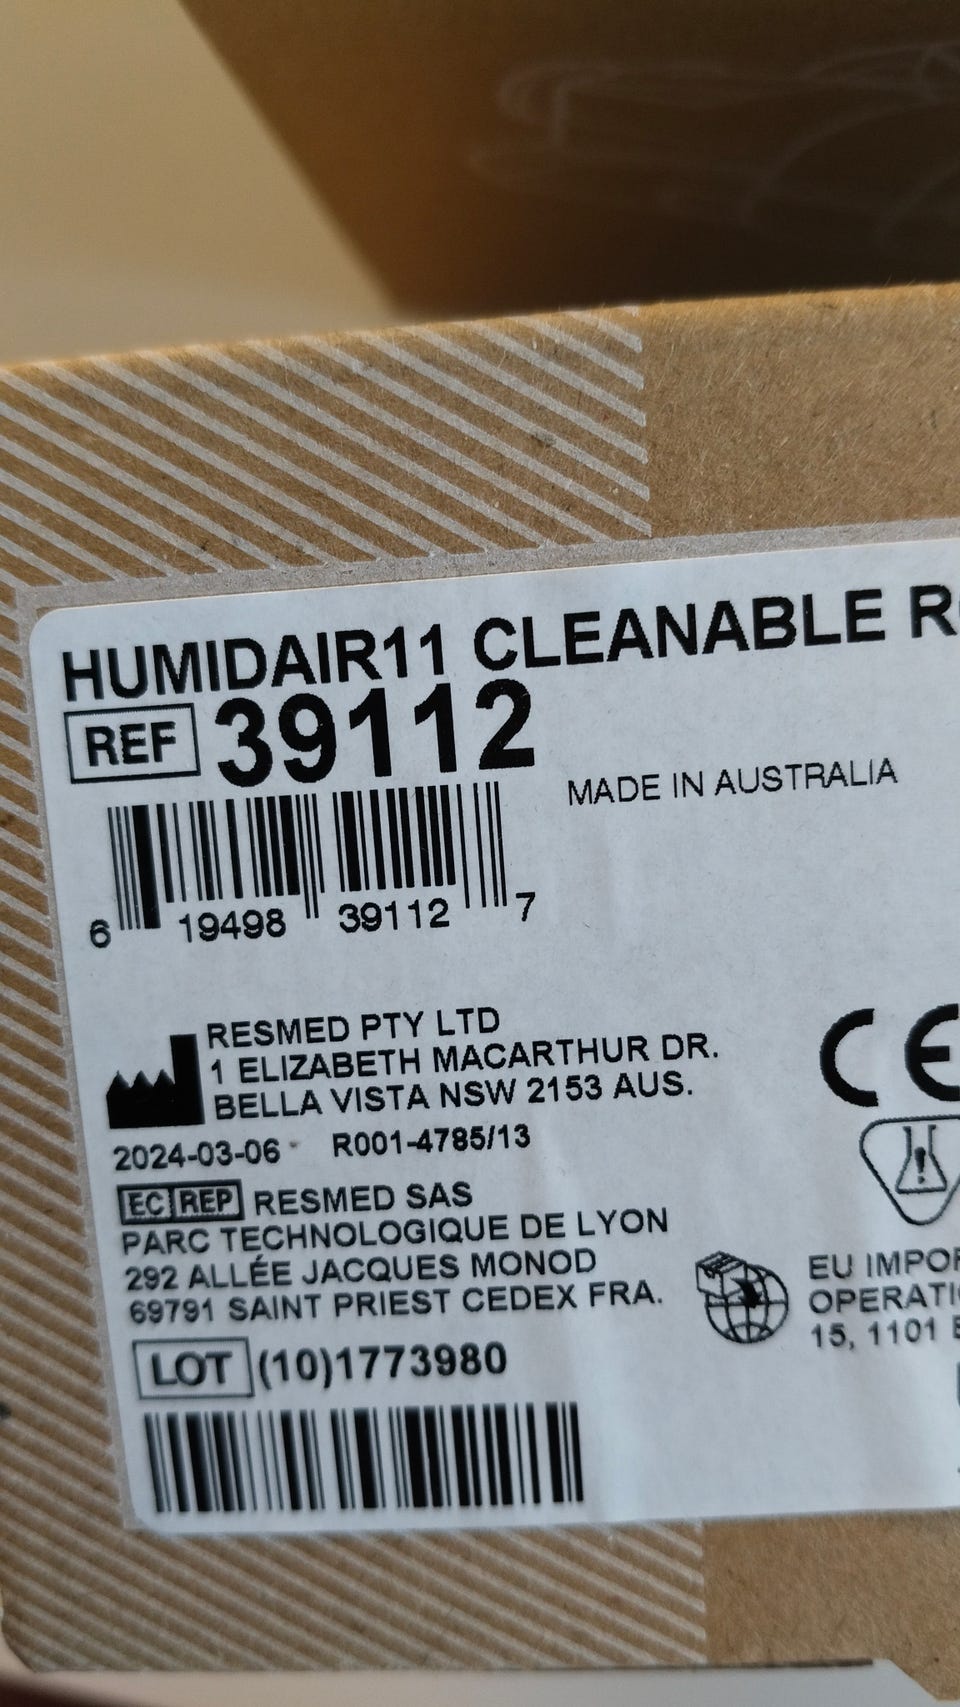 HUMIDAIR11 CLEANABLE
REF 39112
MADE IN AUSTRALIA
6 19498 39112 7
RESMED PTY LTD
1 ELIZABETH MACARTHUR DR.
BELLA VISTA NSW 2153 AUS.
2024-03-06 R001-4785/13
CE
EC REP RESMED SAS
PARC TECHNOLOGIQUE DE LYON
292 ALLÉE JACQUES MONOD
69791 SAINT PRIEST CEDEX FRA.
EU
15, 1101
LOT (10)1773980